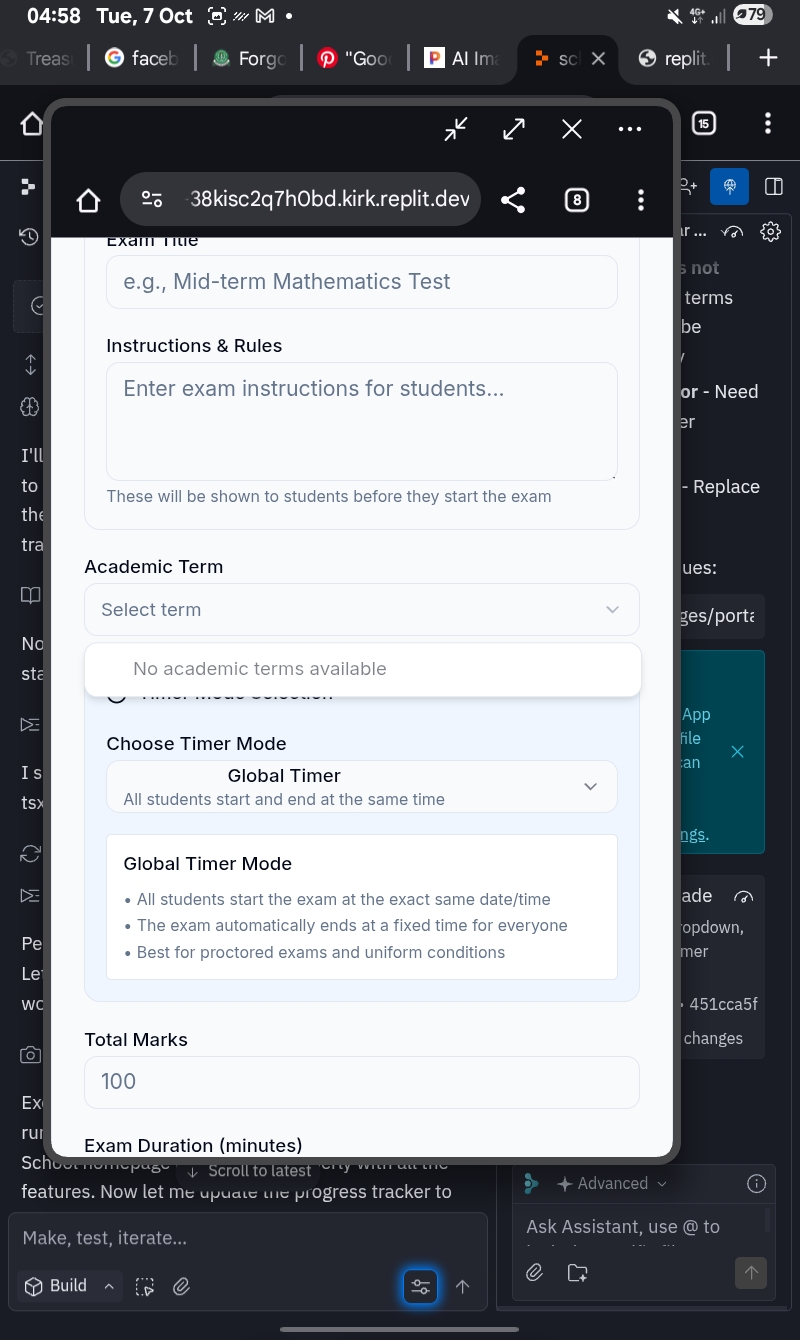 04:58 Tue, 7 Oct
4G+
79
Treas
faceb
Forgo
"Goo
AI Ima
sc
replit.
15
38kisc2q7h0bd.kirk.replit.dev
8
Exam Title
e.g., Mid-term Mathematics Test
Instructions & Rules
Enter exam instructions for students...
These will be shown to students before they start the exam
Academic Term
Select term
No academic terms available
Timer Mode Selection
Choose Timer Mode
Global Timer
All students start and end at the same time
Global Timer Mode
• All students start the exam at the exact same date/time
• The exam automatically ends at a fixed time for everyone
• Best for proctored exams and uniform conditions
Total Marks
100
Exam Duration (minutes)
I'll
to
the
tra
No
sta
I s
tsx
Pe
Let
wo
Exc
run
School homepage
erly with all the
features. Now let me update the progress tracker to
Scroll to latest
Make, test, iterate...
Build
ar ...
s not
terms
be
y
or - Need
er
- Replace
ues:
ges/porta
App
file
can
ngs.
ade
ropdown,
mer
• 451cca5f
changes
Advanced
Ask Assistant, use @ to